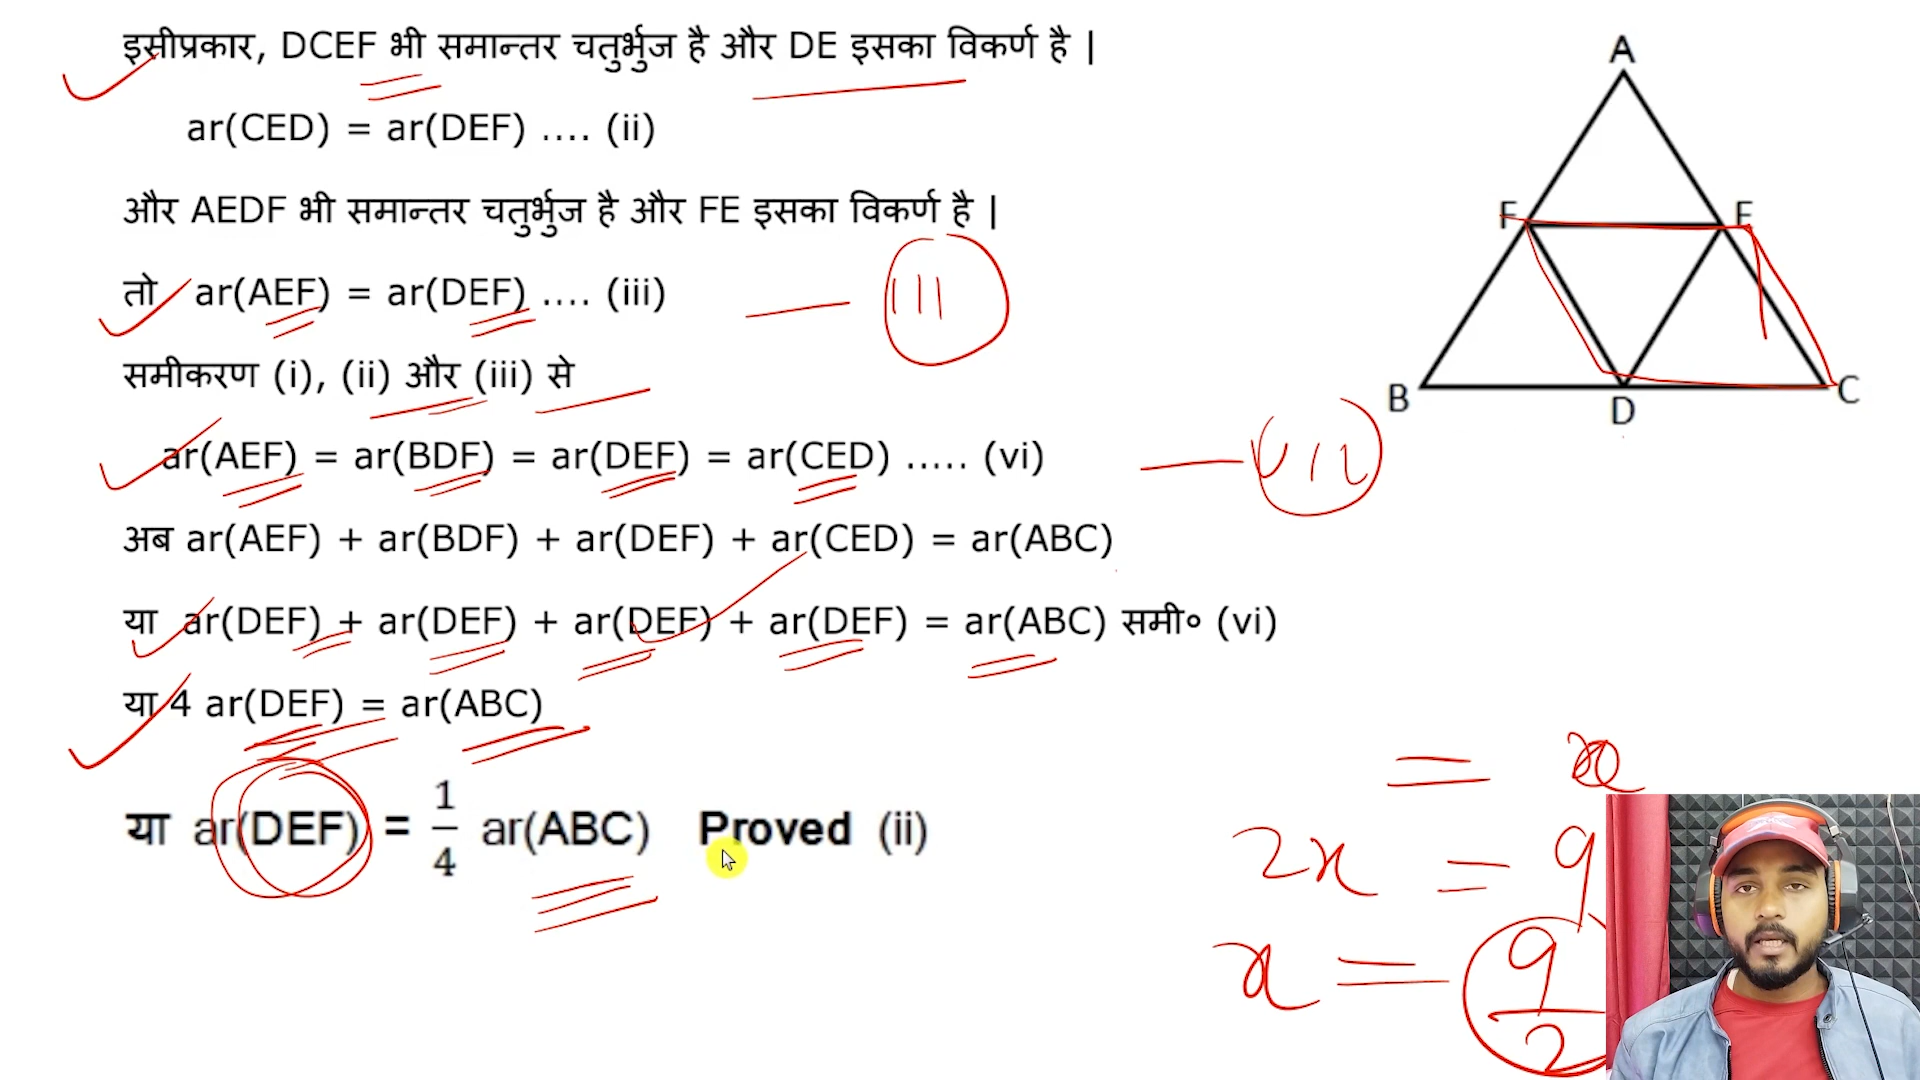 इसीप्रकार, DCEF भी समान्तर चतुर्भुज है और DE इसका विकर्ण है |
ar(CED) = ar(DEF) .... (ii)
और AEDF भी समान्तर चतुर्भुज है और FE इसका विकर्ण है |
तो ar(AEF) = ar(DEF) .... (iii)
— III
समीकरण (i), (ii) और (iii) से
ar(AEF) = ar(BDF) = ar(DEF) = ar(CED) ..... (vi)
अब ar(AEF) + ar(BDF) + ar(DEF) + ar(CED) = ar(ABC)
या ar(DEF) + ar(DEF) + ar(DEF) + ar(DEF) = ar(ABC) समी॰ (vi)
या 4 ar(DEF) = ar(ABC)
या ar(DEF) = 1/4 ar(ABC) Proved (ii)
A
F E
B D C
2x = 9
x = 9/2